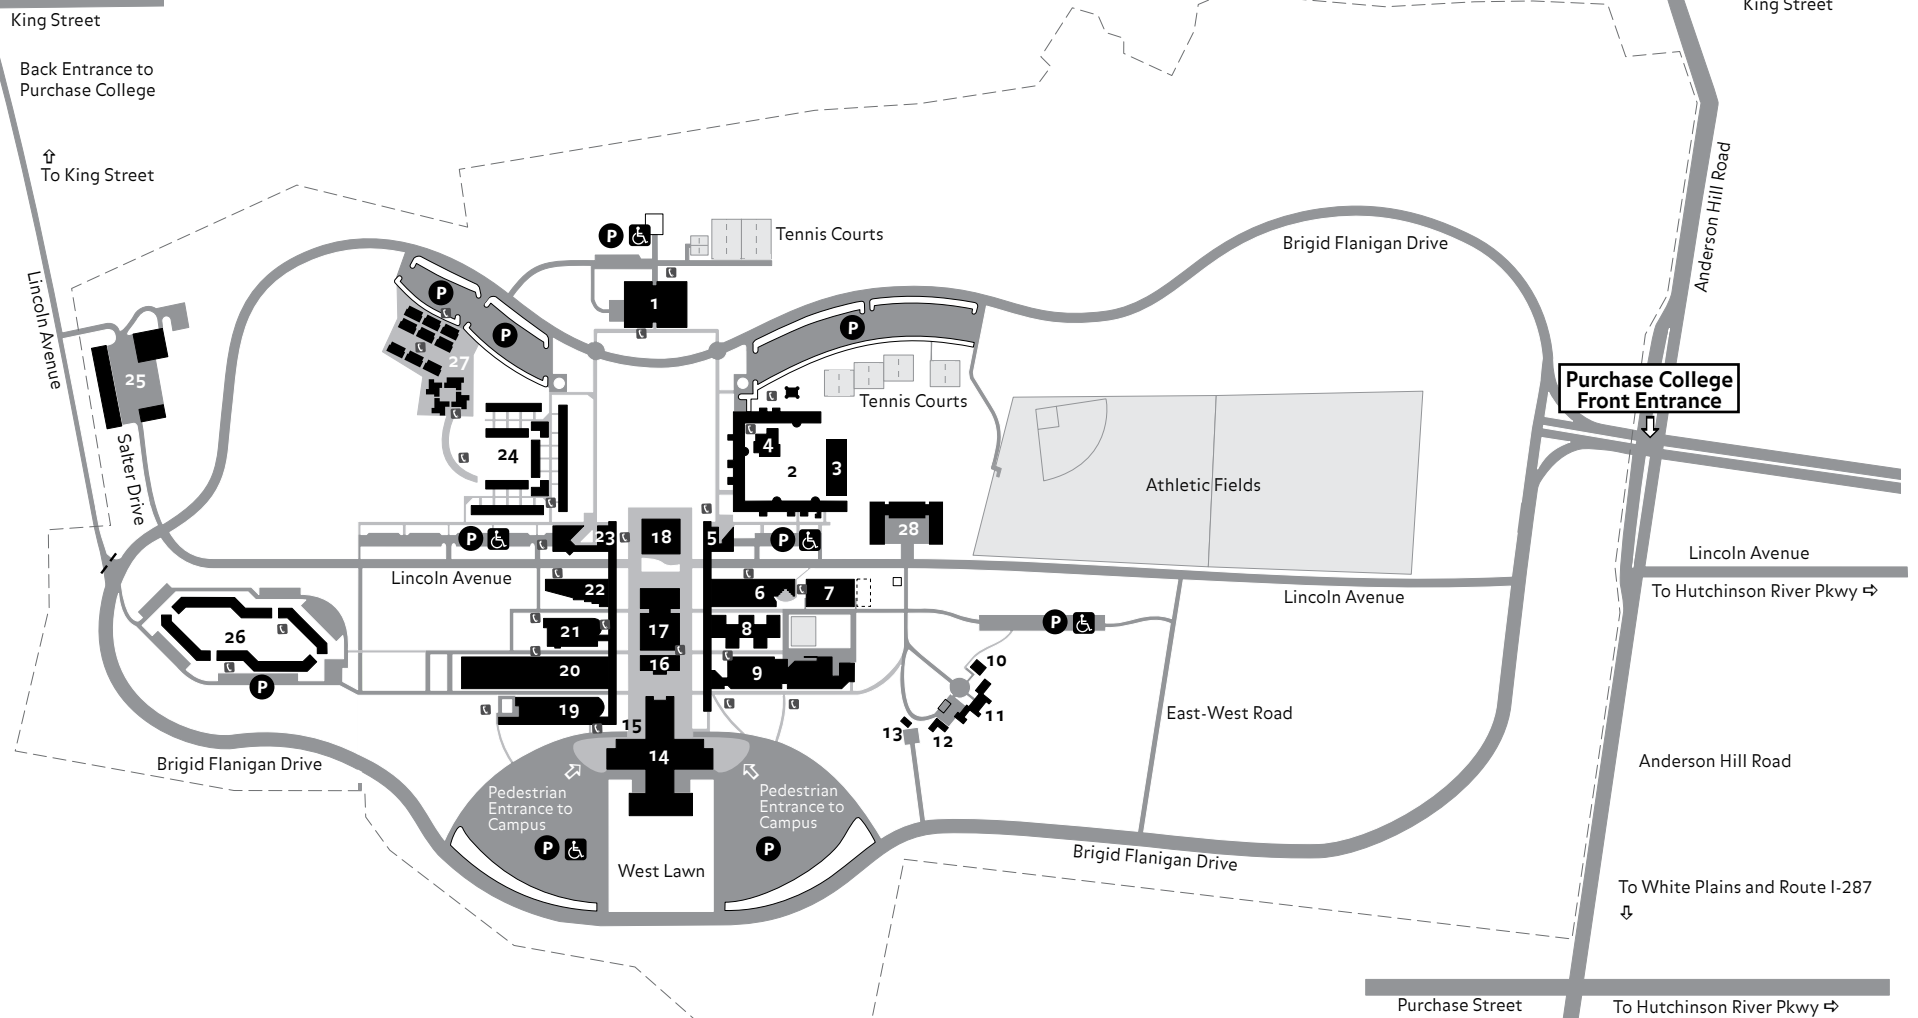 King Street
King Street
Back Entrance to
Purchase College
To King Street
Anderson Hill Road
P
Tennis Courts
Brigid Flanigan Drive
Lincoln Avenue
P
1
P
P
25
27
Purchase College
Front Entrance
Tennis Courts
Salter Drive
24
4
2
3
Athletic Fields
28
P
23
18
5
P
Lincoln Avenue
Lincoln Avenue
22
6
7
Lincoln Avenue
To Hutchinson River Pkwy
26
21
17
8
P
16
20
9
10
P
19
15
11
13
12
East-West Road
14
Brigid Flanigan Drive
Anderson Hill Road
Pedestrian
Entrance to
Campus
Pedestrian
Entrance to
Campus
P
P
West Lawn
Brigid Flanigan Drive
To White Plains and Route I-287
Purchase Street
To Hutchinson River Pkwy